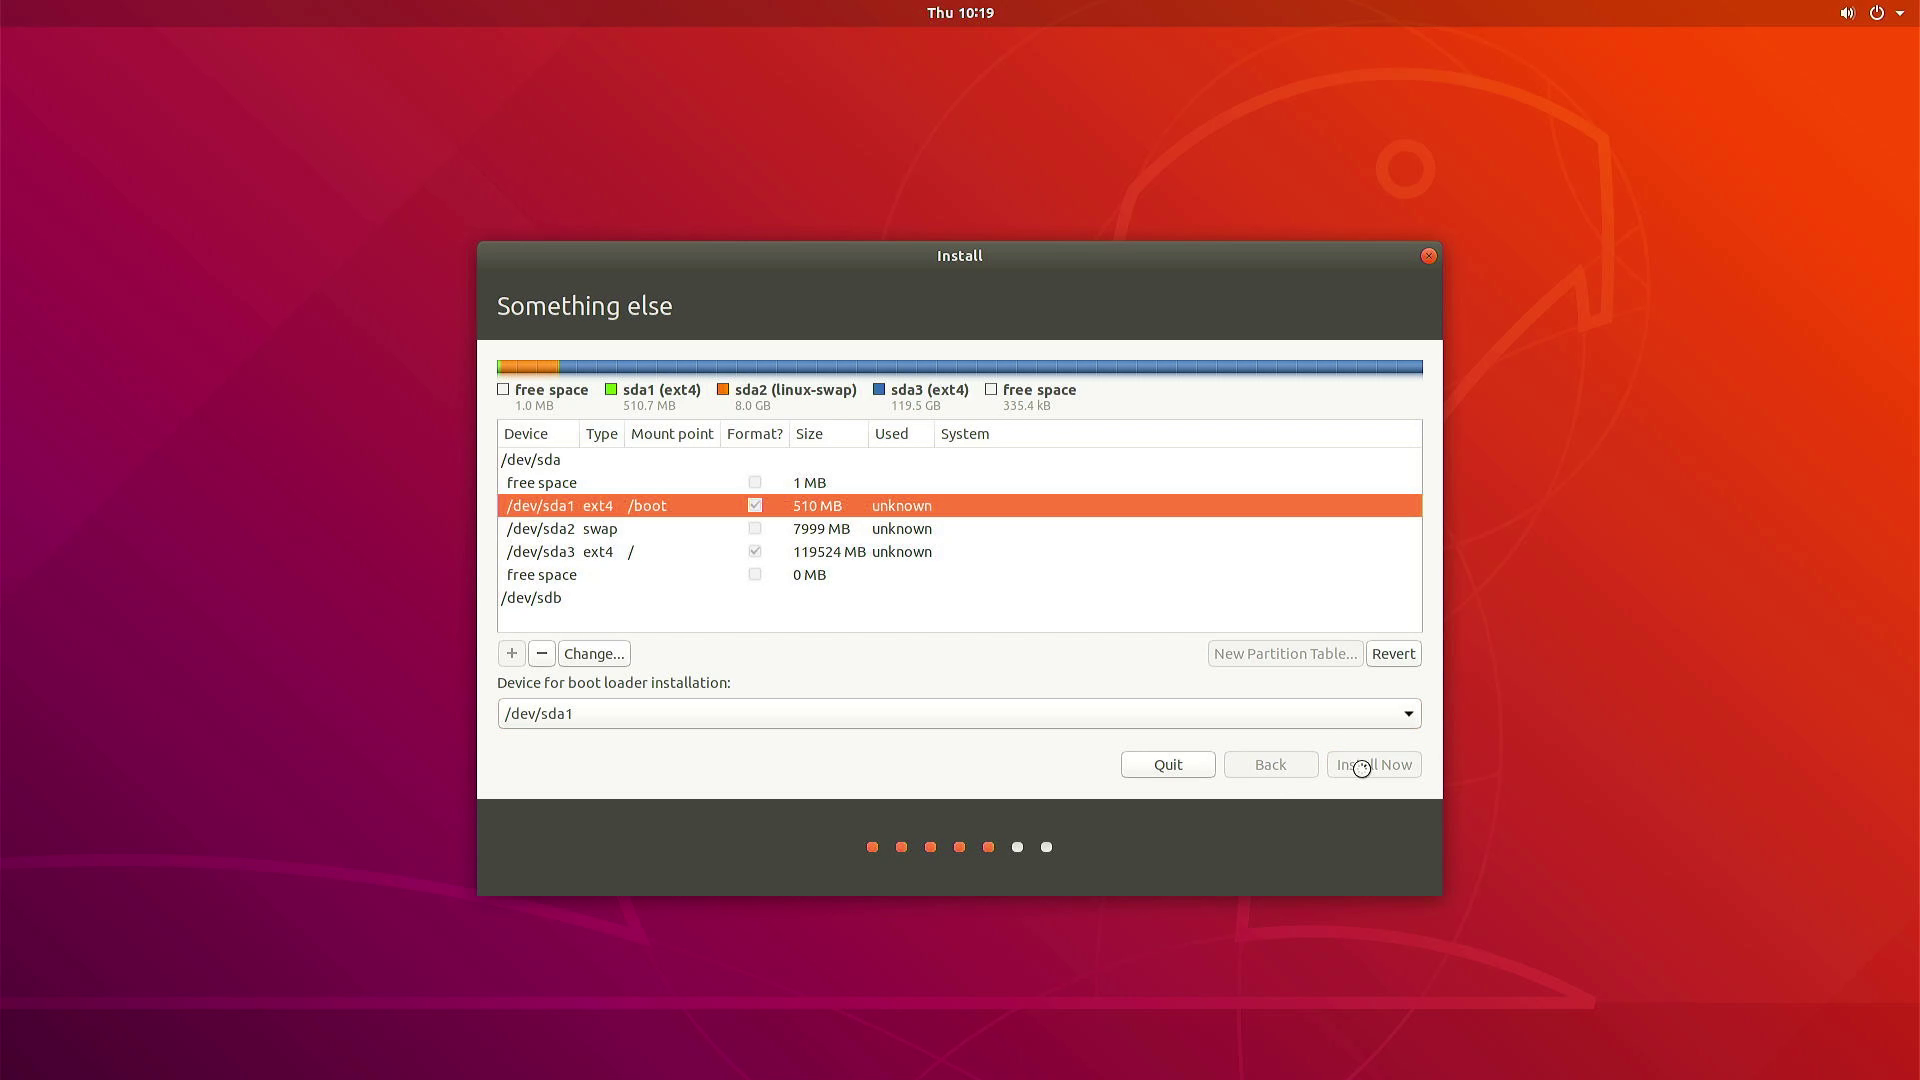 Thu 10:19
Install
Something else
free space sda1 (ext4) sda2 (linux-swap) sda3 (ext4) free space
1.0 MB 510.7 MB 8.0 GB 119.5 GB 335.4 kB
Device Type Mount point Format? Size Used System
/dev/sda
free space 1 MB
/dev/sda1 ext4 /boot 510 MB unknown
/dev/sda2 swap 7999 MB unknown
/dev/sda3 ext4 / 119524 MB unknown
free space 0 MB
/dev/sdb
+ − Change... New Partition Table... Revert
Device for boot loader installation:
/dev/sda1
Quit Back Install Now